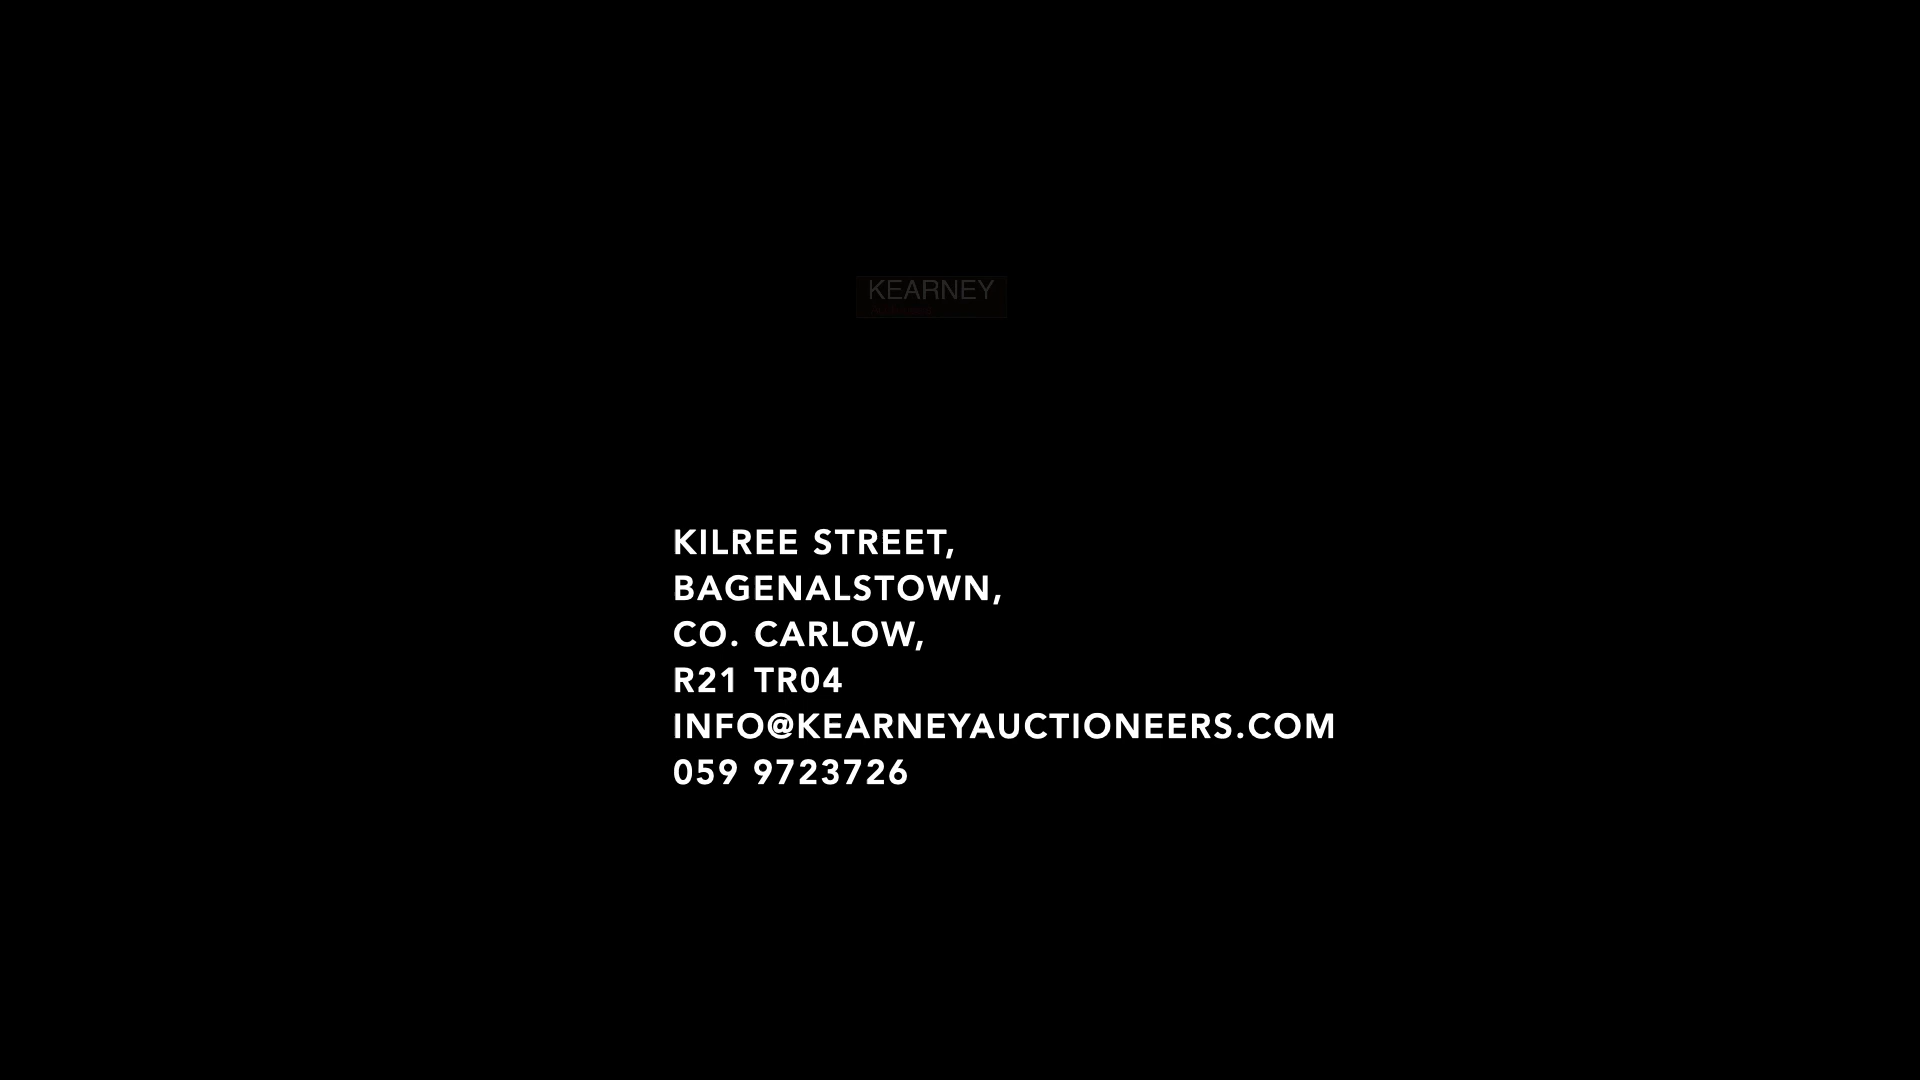 KEARNEY
KILREE STREET,
BAGENALSTOWN,
CO. CARLOW,
R21 TR04
INFO@KEARNEYAUCTIONEERS.COM
059 9723726